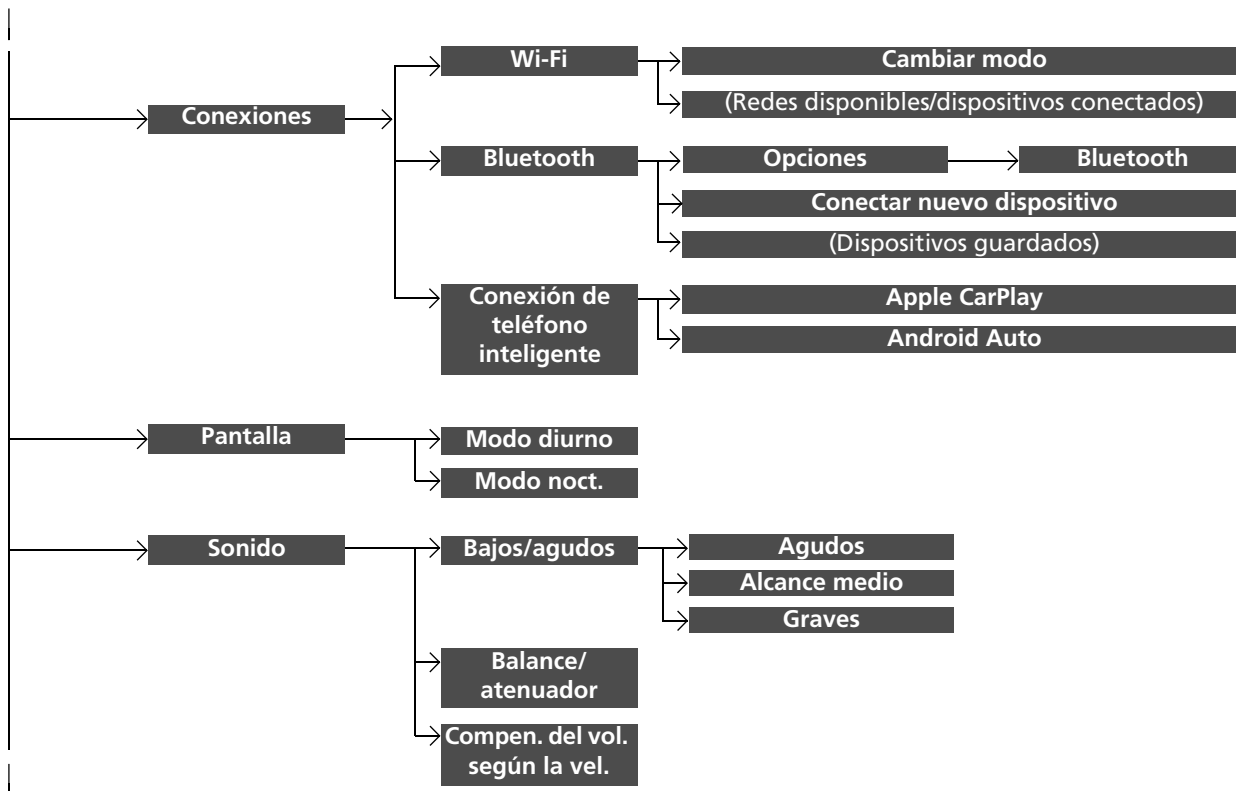 Wi-Fi
Cambiar modo
(Redes disponibles/dispositivos conectados)
Conexiones
Bluetooth
Opciones
Bluetooth
Conectar nuevo dispositivo
(Dispositivos guardados)
Conexión de
teléfono
inteligente
Apple CarPlay
Android Auto
Pantalla
Modo diurno
Modo noct.
Sonido
Bajos/agudos
Agudos
Alcance medio
Graves
Balance/
atenuador
Compen. del vol.
según la vel.